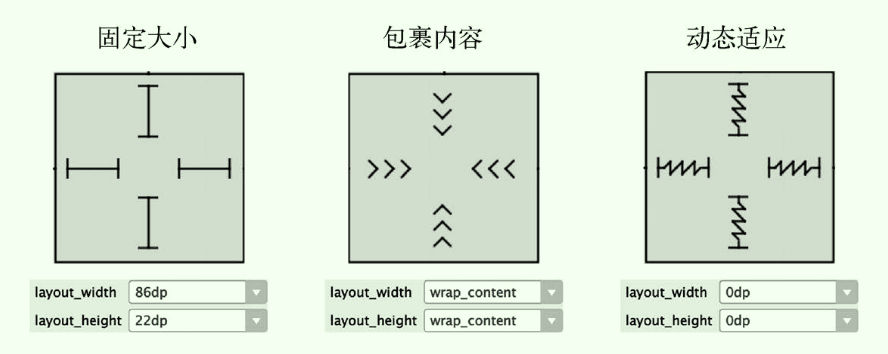 固定大小
包裹内容
动态适应
layout_width 86dp
layout_height 22dp
layout_width wrap_content
layout_height wrap_content
layout_width 0dp
layout_height 0dp